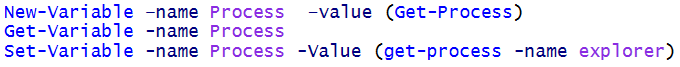 New-Variable –name Process  –value (Get-Process)
Get-Variable -name Process
Set-Variable -name Process -Value (get-process -name explorer)